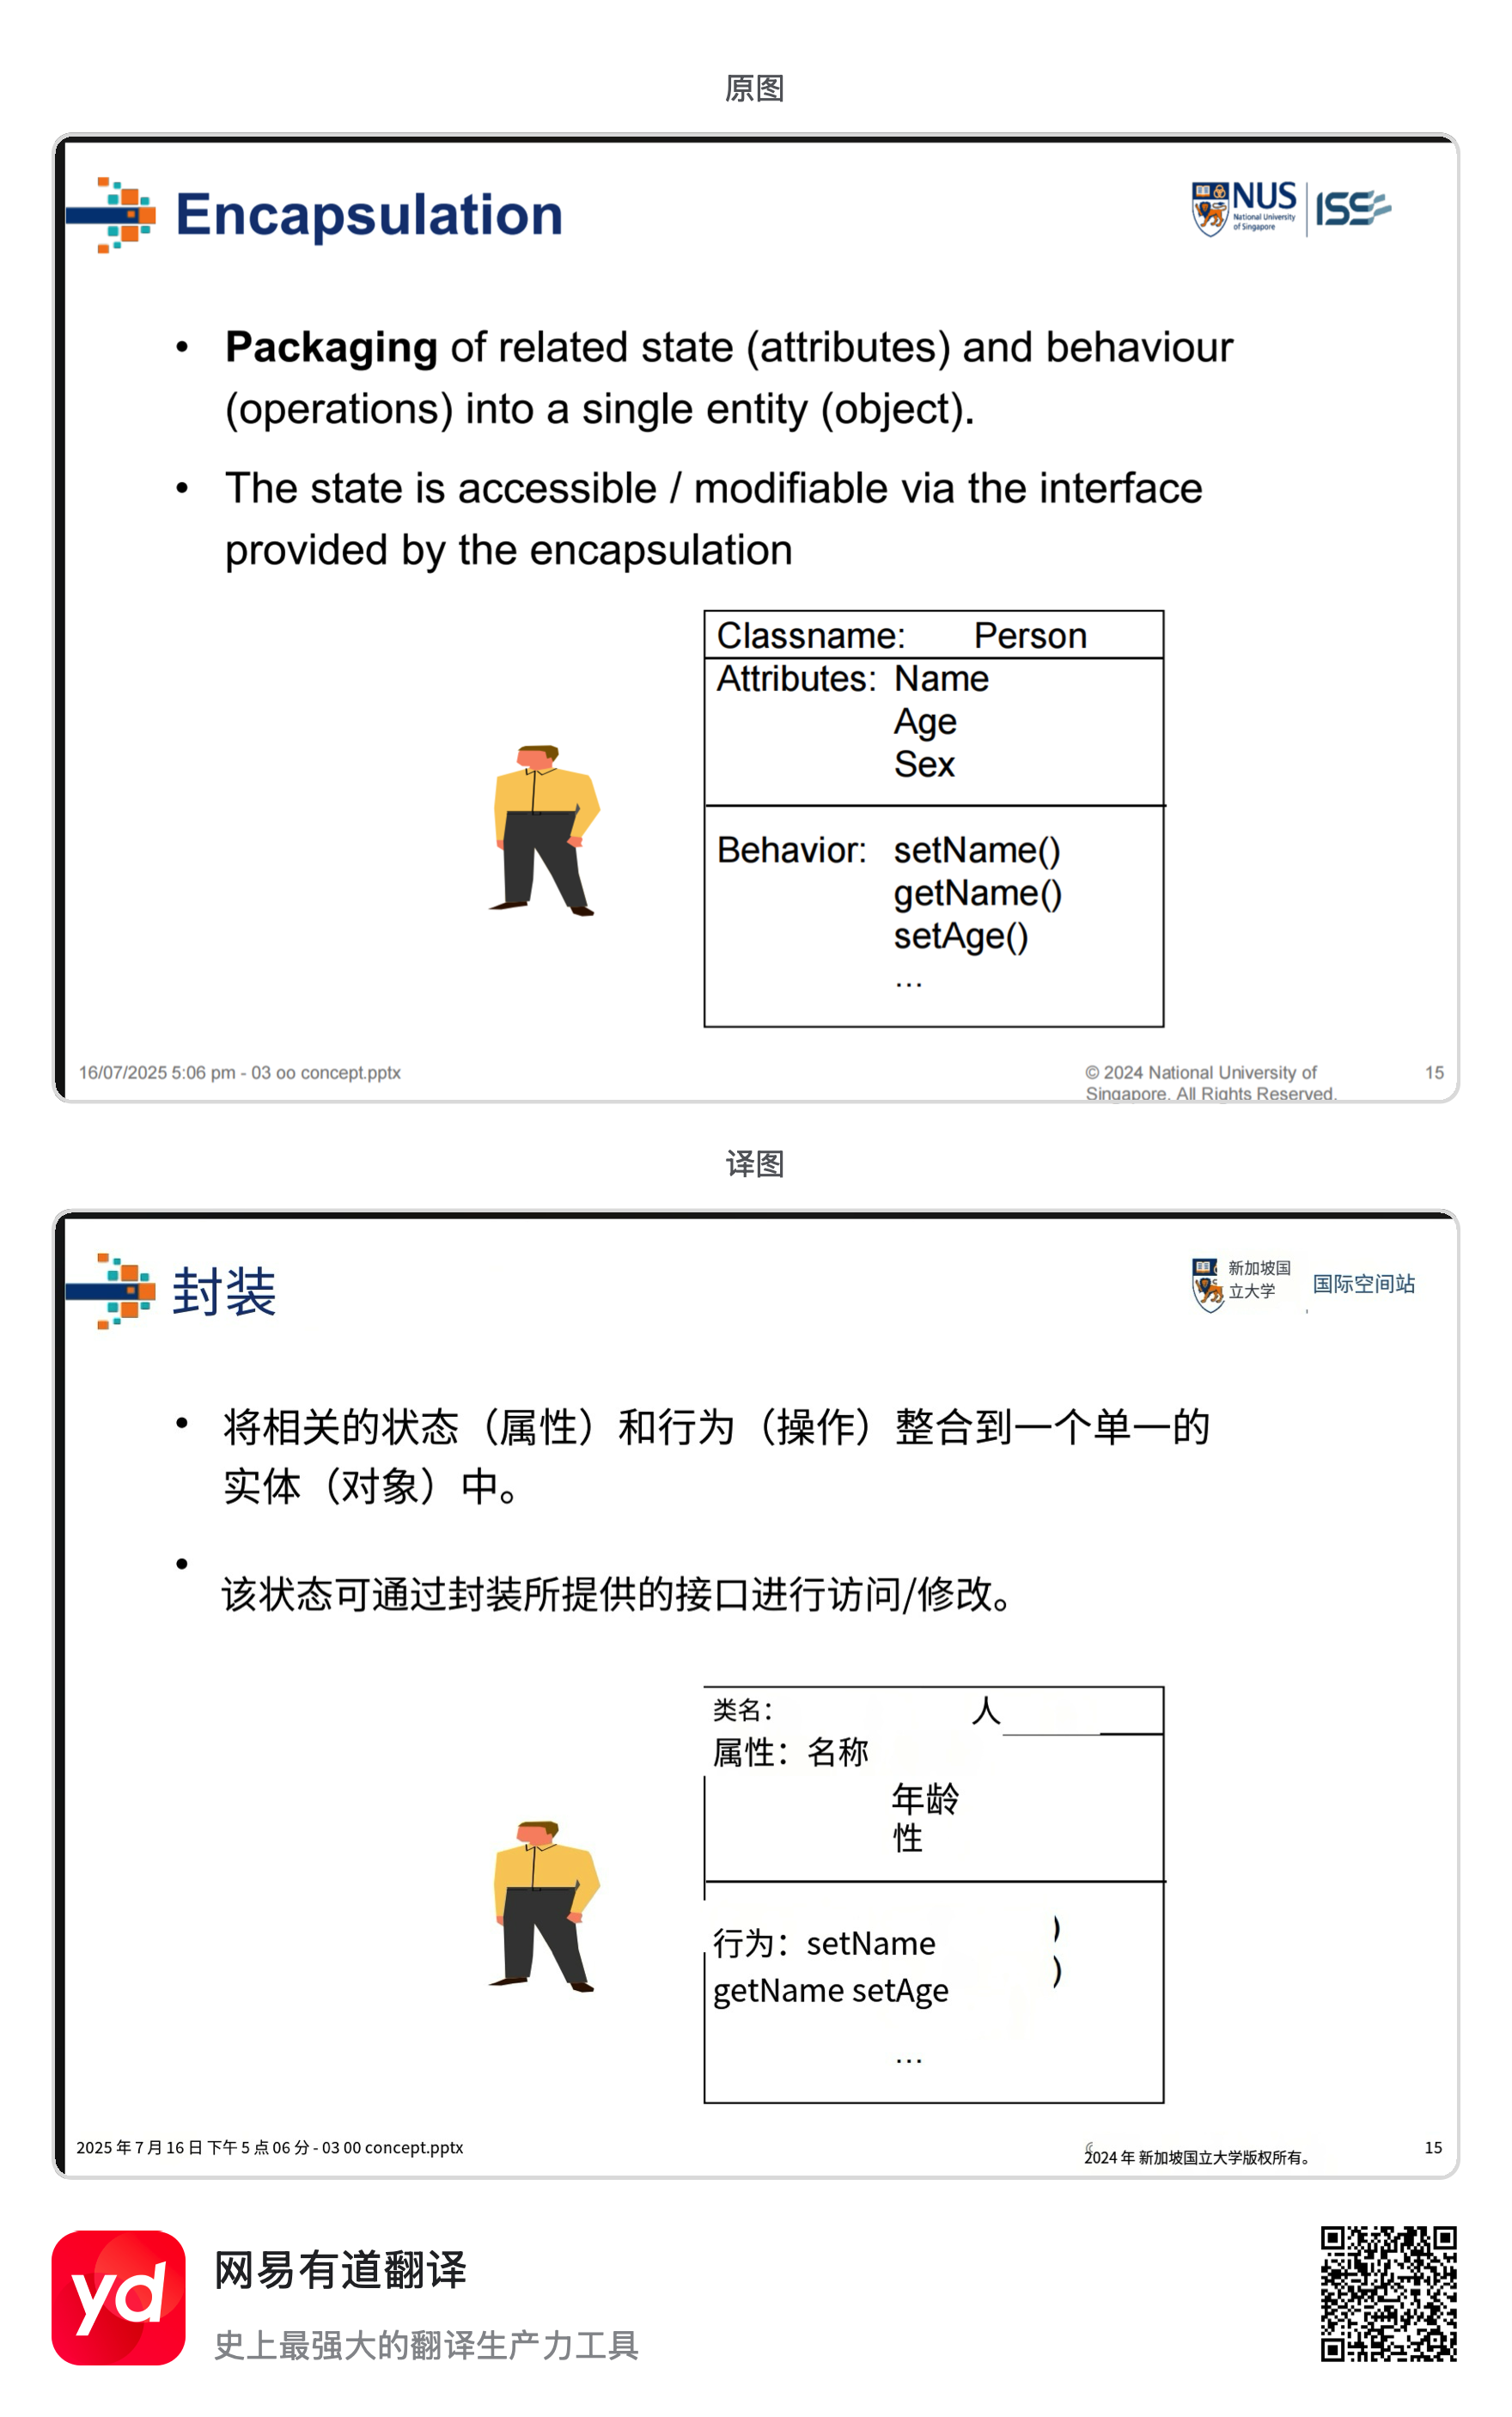 原图
Encapsulation
NUS
National University
of Singapore
ISS
• Packaging of related state (attributes) and behaviour
(operations) into a single entity (object).
• The state is accessible / modifiable via the interface
provided by the encapsulation
Classname: Person
Attributes: Name
Age
Sex
Behavior: setName()
getName()
setAge()
...
16/07/2025 5:06 pm - 03 oo concept.pptx
© 2024 National University of
Singapore. All Rights Reserved.
15
译图
封装
新加坡国
立大学
国际空间站
• 将相关的状态（属性）和行为（操作）整合到一个单一的
实体（对象）中。
•
该状态可通过封装所提供的接口进行访问/修改。
类名： 人
属性：名称
年龄
性
)
行为：setName
)
getName setAge
...
2025 年 7 月 16 日 下午 5 点 06 分 - 03 00 concept.pptx
2024 年 新加坡国立大学版权所有。
15
yd
网易有道翻译
史上最强大的翻译生产力工具